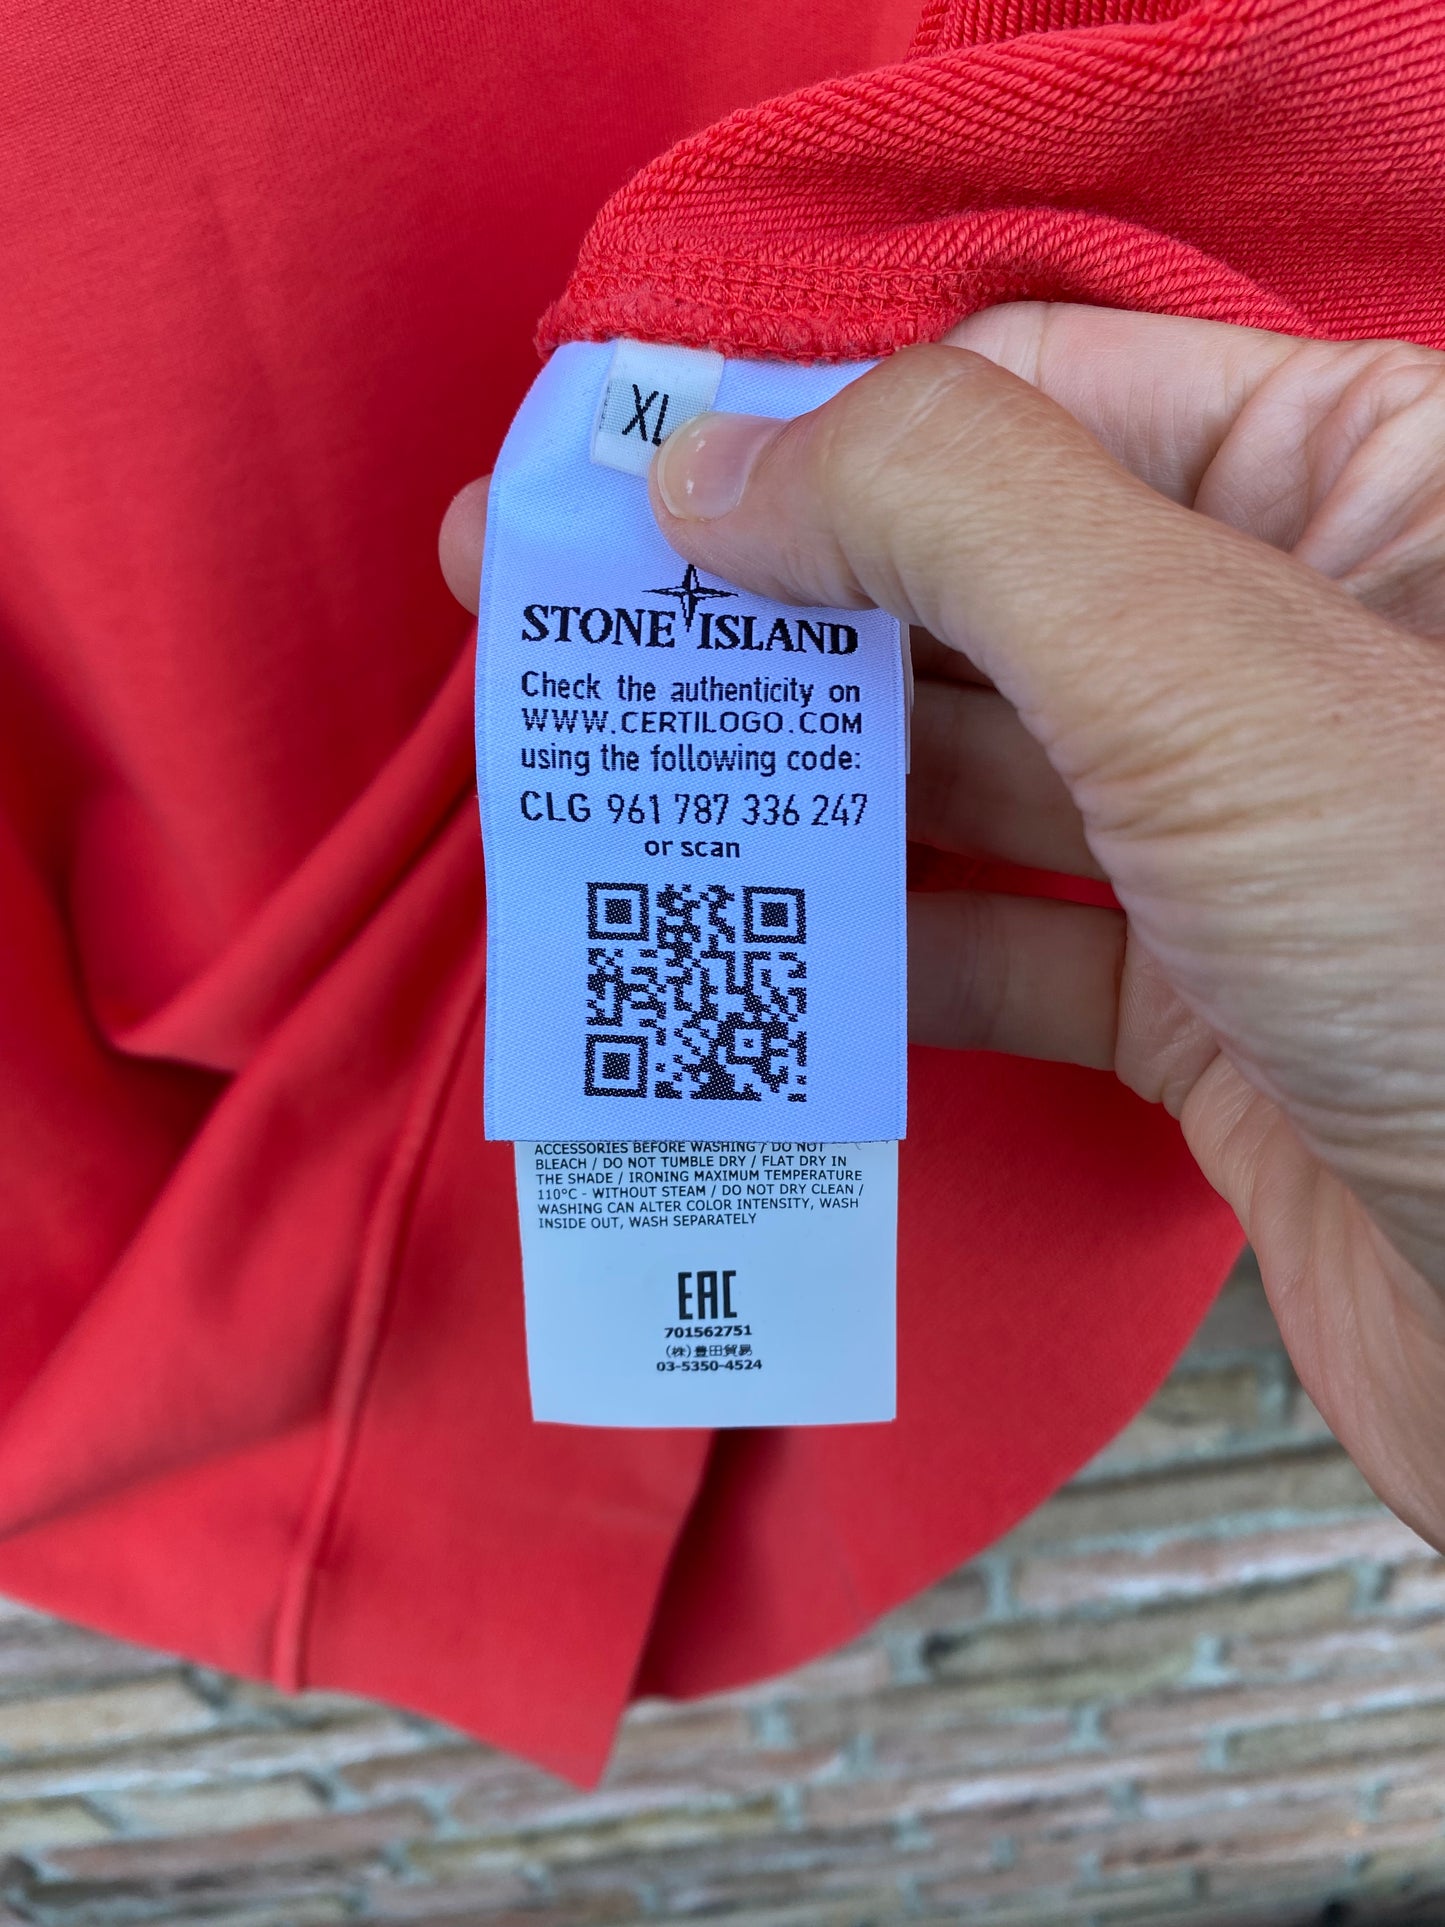 XL
STONE ISLAND
Check the authenticity on
WWW.CERTILOGO.COM
using the following code:
CLG 961 787 336 247
or scan
ACCESSORIES BEFORE WASHING / DO NOT
BLEACH / DO NOT TUMBLE DRY / FLAT DRY IN
THE SHADE / IRONING MAXIMUM TEMPERATURE
110°C - WITHOUT STEAM / DO NOT DRY CLEAN /
WASHING CAN ALTER COLOR INTENSITY, WASH
INSIDE OUT, WASH SEPARATELY
EAC
701562751
(株)豊田貿易
03-5350-4524